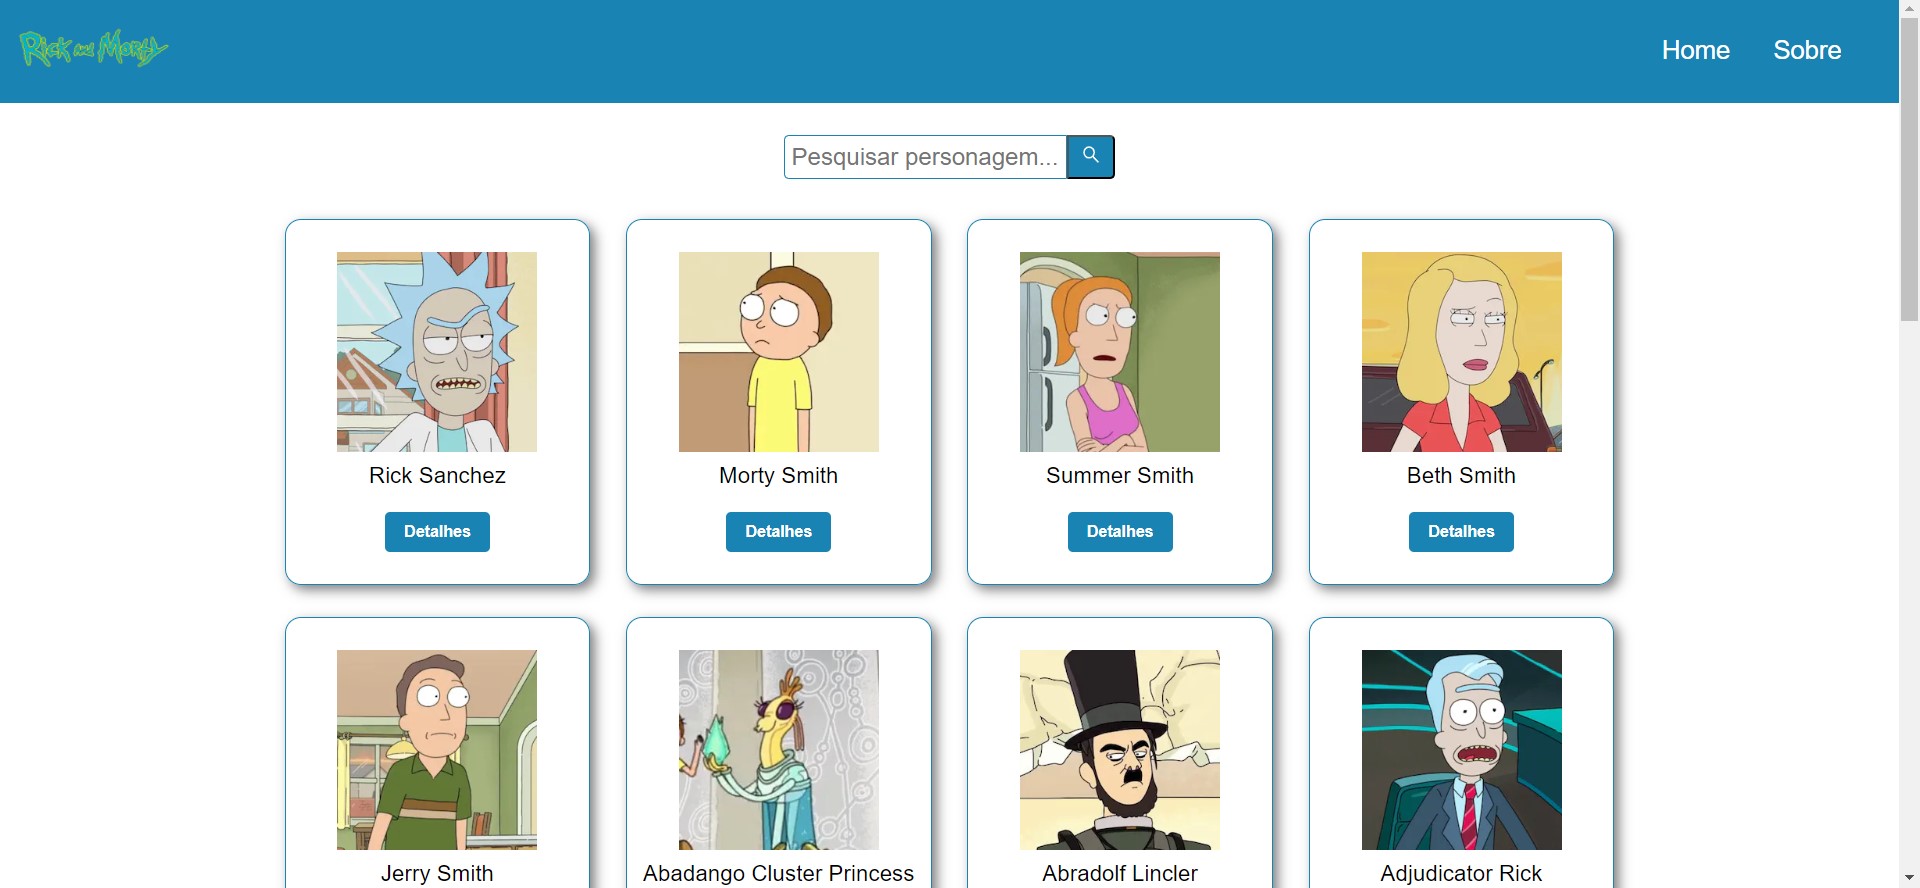 Rick and Morty
Home
Sobre
Pesquisar personagem...
Rick Sanchez
Morty Smith
Summer Smith
Beth Smith
Detalhes
Detalhes
Detalhes
Detalhes
Jerry Smith
Abadango Cluster Princess
Abradolf Lincler
Adjudicator Rick